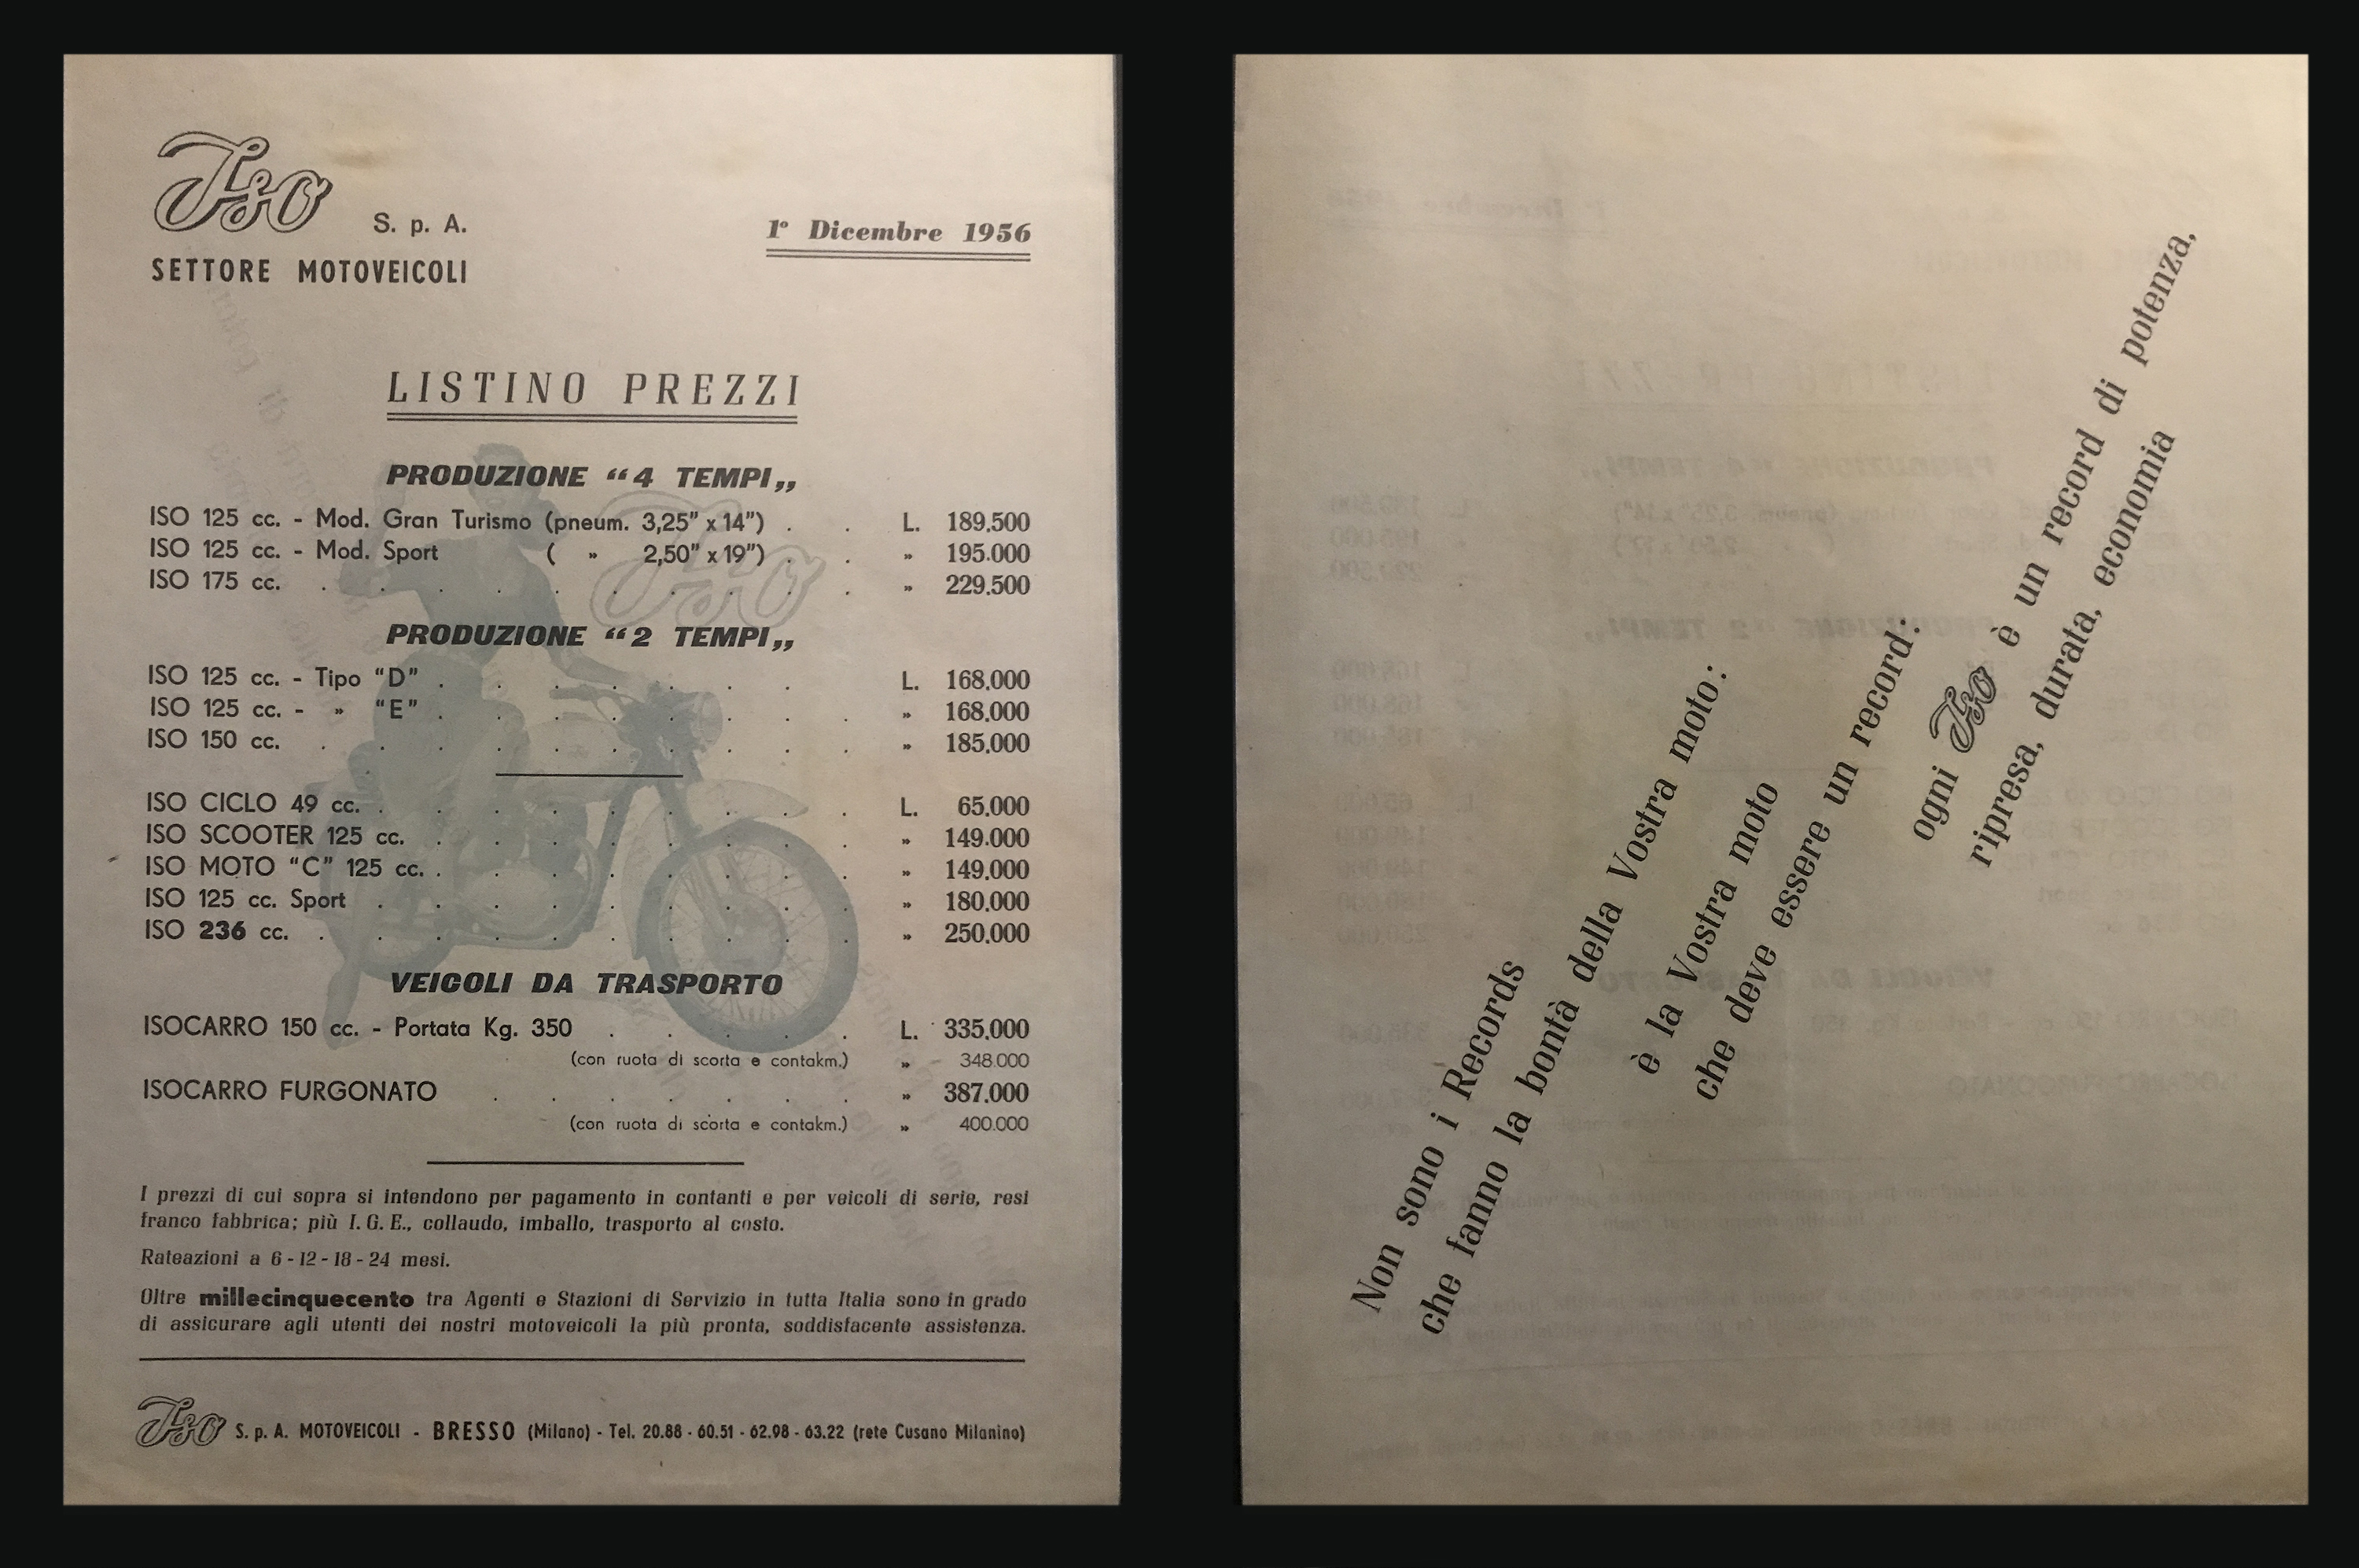 Iso S. p. A.
SETTORE MOTOVEICOLI
1° Dicembre 1956
LISTINO PREZZI
PRODUZIONE “4 TEMPI„
ISO 125 cc. - Mod. Gran Turismo (pneum. 3,25” x 14”) . . L. 189.500
ISO 125 cc. - Mod. Sport ( » 2,50” x 19”) . . » 195.000
ISO 175 cc. . . . . . . . . . . » 229.500
Iso
PRODUZIONE “2 TEMPI„
ISO 125 cc. - Tipo “D” . . . . . . . L. 168.000
ISO 125 cc. - » “E” . . . . . . . . » 168.000
ISO 150 cc. . . . . . . . . . . » 185.000
ISO CICLO 49 cc. . . . . . . . . . L. 65.000
ISO SCOOTER 125 cc. . . . . . . . . » 149.000
ISO MOTO “C” 125 cc. . . . . . . . . » 149.000
ISO 125 cc. Sport . . . . . . . . . » 180.000
ISO 236 cc. . . . . . . . . . . » 250.000
VEICOLI DA TRASPORTO
ISOCARRO 150 cc. - Portata Kg. 350 . . . . . L. 335.000
(con ruota di scorta e contakm.) » 348.000
ISOCARRO FURGONATO . . . . . . . » 387.000
(con ruota di scorta e contakm.) » 400.000
I prezzi di cui sopra si intendono per pagamento in contanti e per veicoli di serie, resi
franco fabbrica; più I. G. E., collaudo, imballo, trasporto al costo.
Rateazioni a 6 - 12 - 18 - 24 mesi.
Oltre millecinquecento tra Agenti e Stazioni di Servizio in tutta Italia sono in grado
di assicurare agli utenti dei nostri motoveicoli la più pronta, soddisfacente assistenza.
Iso S. p. A. MOTOVEICOLI - BRESSO (Milano) - Tel. 20.88 - 60.51 - 62.98 - 63.22 (rete Cusano Milanino)
Non sono i Records
che fanno la bontà della Vostra moto:
è la Vostra moto
che deve essere un record:
ogni Iso è un record di potenza,
ripresa, durata, economia